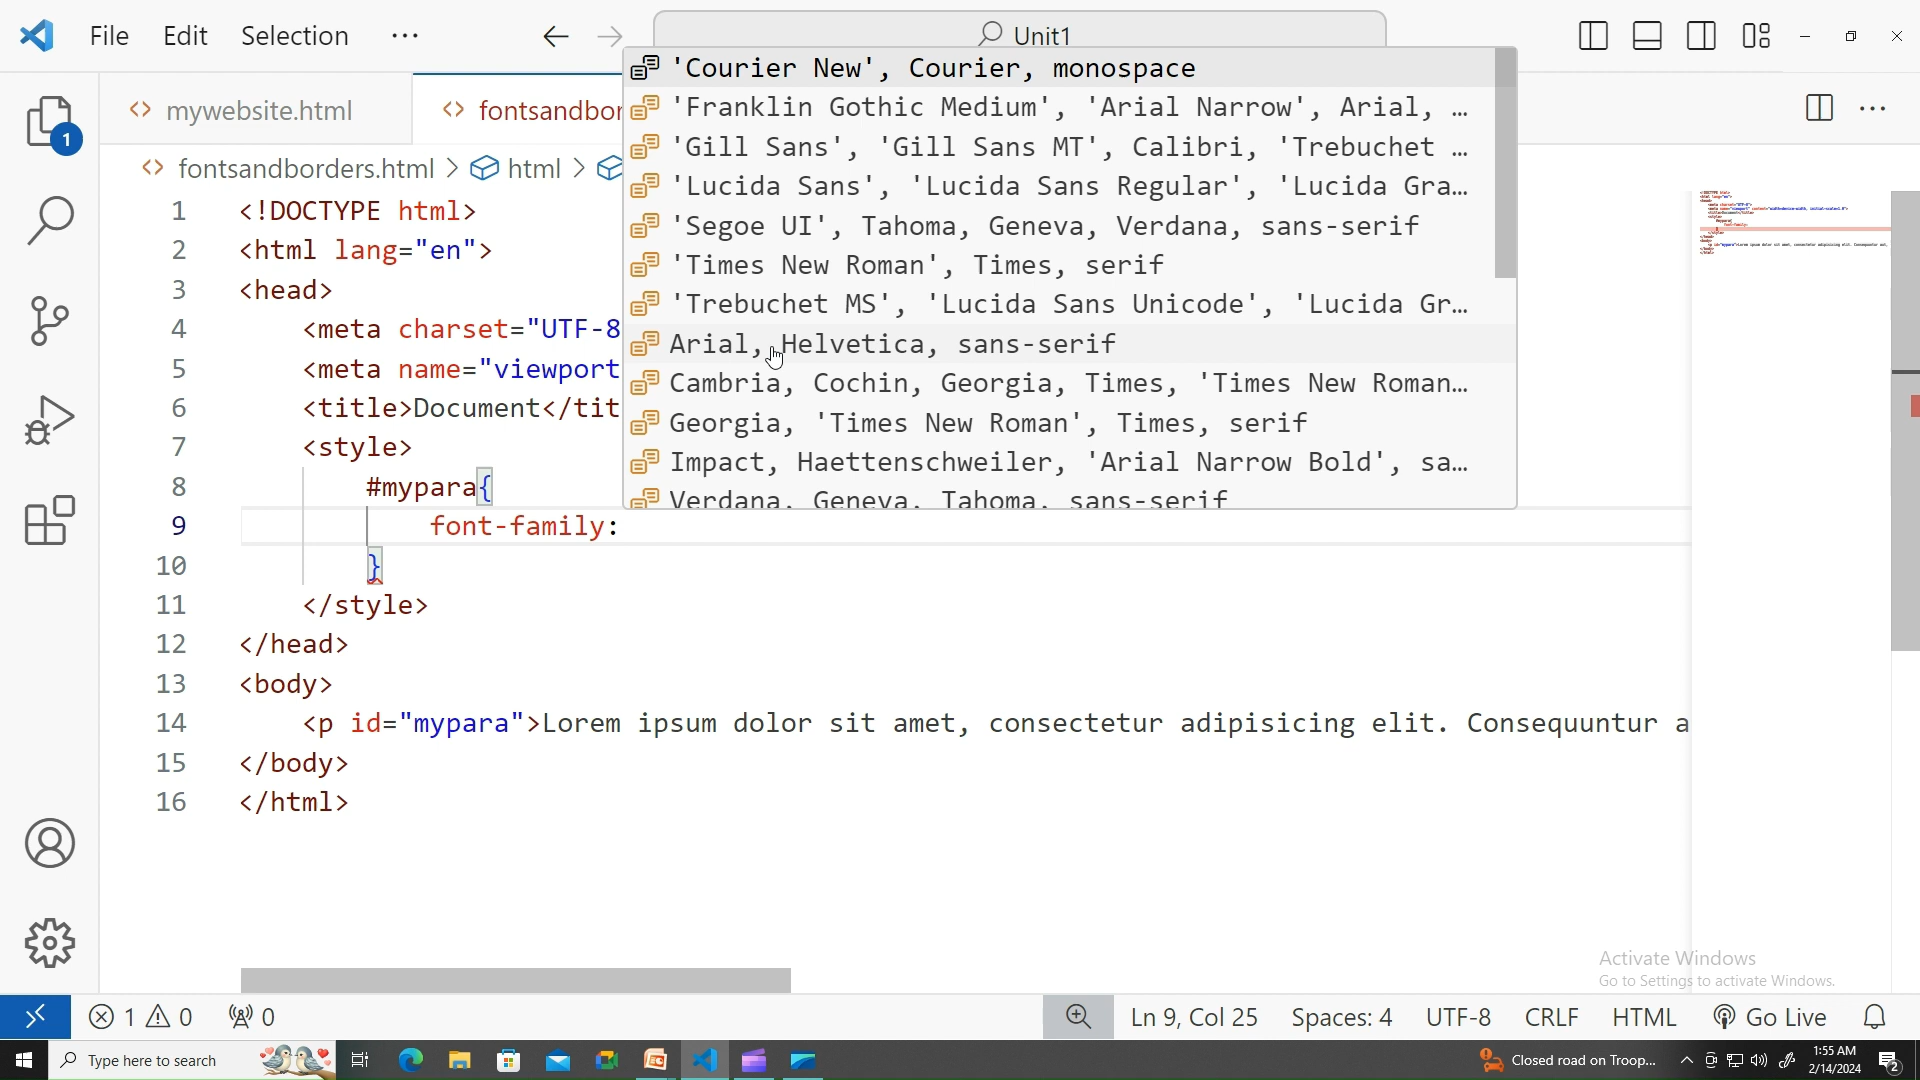 File Edit Selection ··· Unit1
mywebsite.html fontsandbor
fontsandborders.html > html >
'Courier New', Courier, monospace
'Franklin Gothic Medium', 'Arial Narrow', Arial, …
'Gill Sans', 'Gill Sans MT', Calibri, 'Trebuchet …
'Lucida Sans', 'Lucida Sans Regular', 'Lucida Gra…
'Segoe UI', Tahoma, Geneva, Verdana, sans-serif
'Times New Roman', Times, serif
'Trebuchet MS', 'Lucida Sans Unicode', 'Lucida Gr…
Arial, Helvetica, sans-serif
Cambria, Cochin, Georgia, Times, 'Times New Roman…
Georgia, 'Times New Roman', Times, serif
Impact, Haettenschweiler, 'Arial Narrow Bold', sa…
Verdana, Geneva, Tahoma, sans-serif
1 <!DOCTYPE html>
2 <html lang="en">
3 <head>
4 <meta charset="UTF-8
5 <meta name="viewport
6 <title>Document</tit
7 <style>
8 #mypara{
9 font-family:
10 }
11 </style>
12 </head>
13 <body>
14 <p id="mypara">Lorem ipsum dolor sit amet, consectetur adipisicing elit. Consequuntur a
15 </body>
16 </html>
1
Activate Windows
Go to Settings to activate Windows.
1 0 0 Ln 9, Col 25 Spaces: 4 UTF-8 CRLF HTML Go Live
Type here to search Closed road on Troop... 1:55 AM
2/14/2024 2